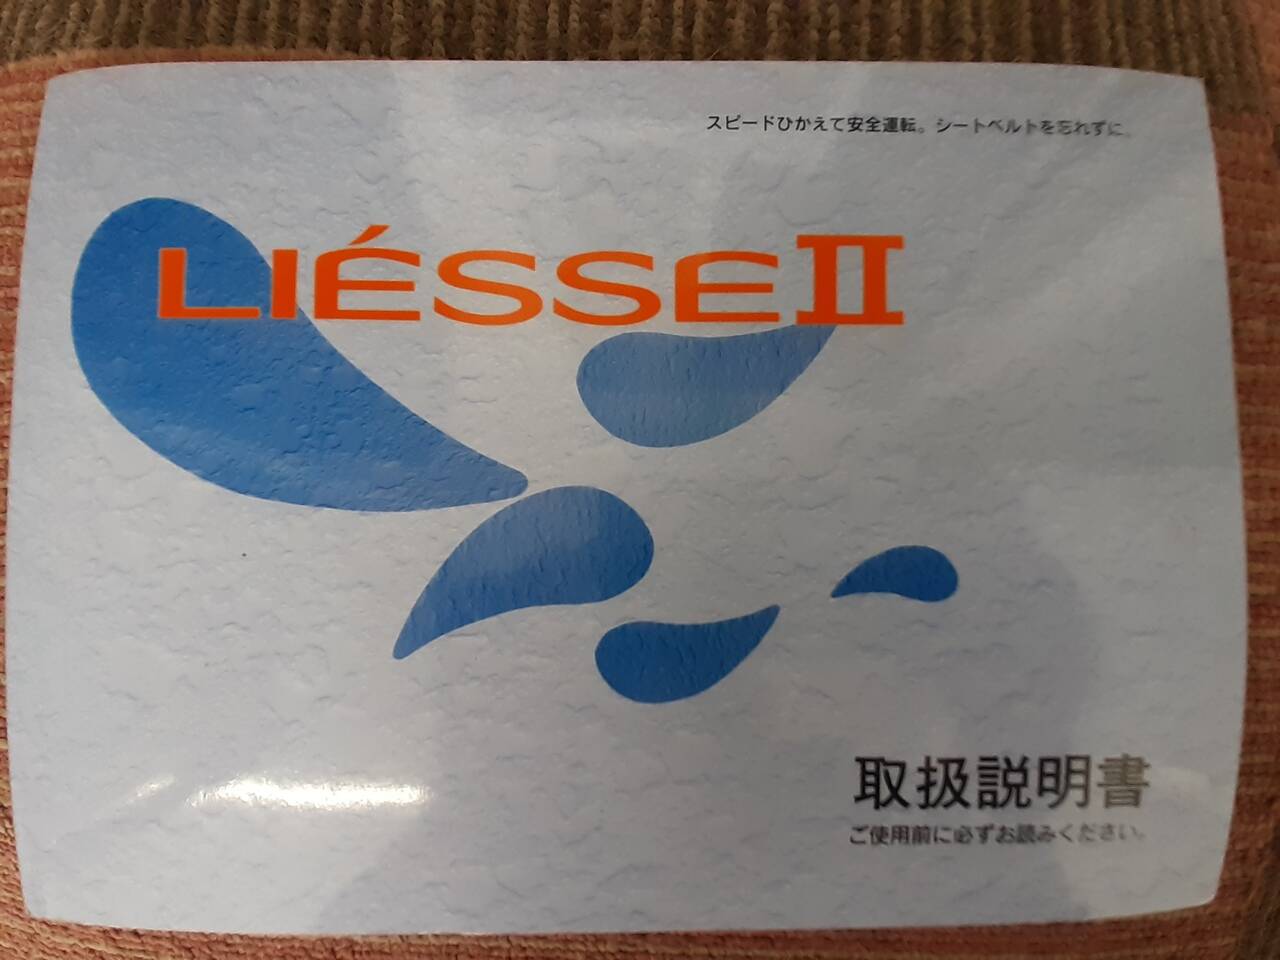 スピードひかえて安全運転。シートベルトを忘れずに。
LIÉSSE II
取扱説明書
ご使用前に必ずお読みください。